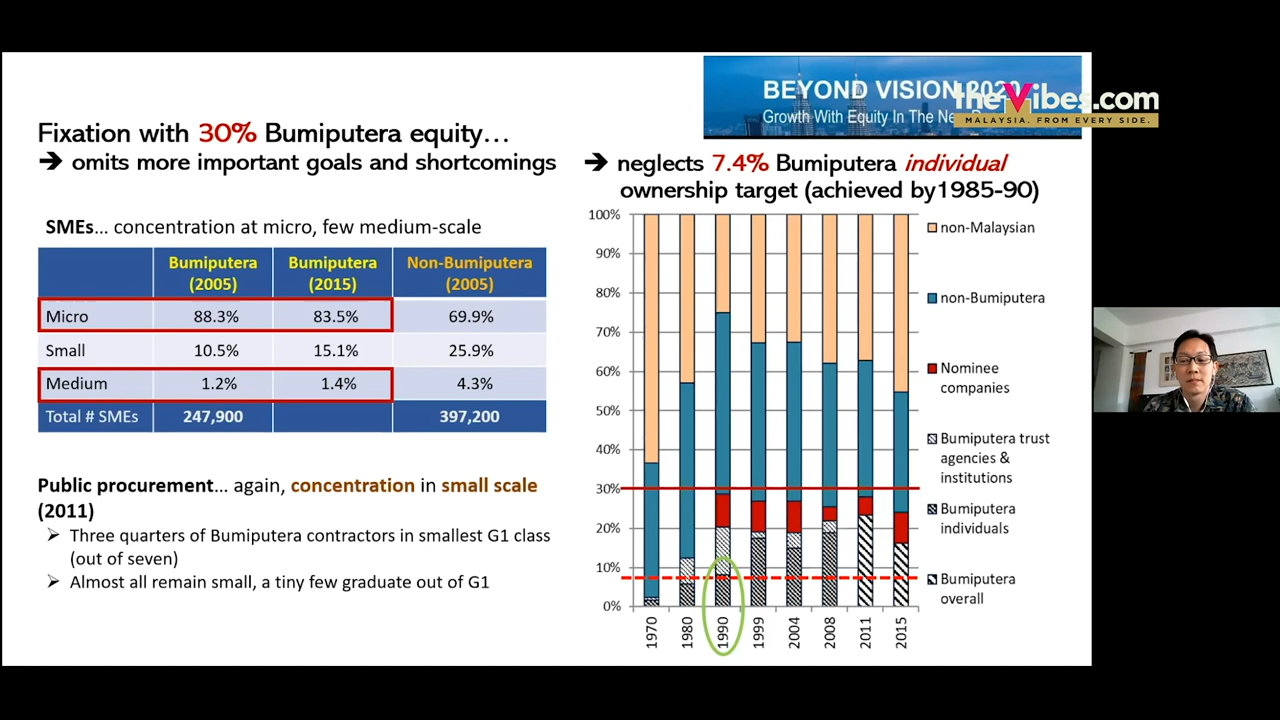 BEYOND VISION 2020
Growth With Equity In The New
the Vibes.com
MALAYSIA. FROM EVERY SIDE.
Fixation with 30% Bumiputera equity…
➔ omits more important goals and shortcomings
➔ neglects 7.4% Bumiputera individual
ownership target (achieved by1985-90)
SMEs… concentration at micro, few medium-scale
Bumiputera (2005) Bumiputera (2015) Non-Bumiputera (2005)
Micro 88.3% 83.5% 69.9%
Small 10.5% 15.1% 25.9%
Medium 1.2% 1.4% 4.3%
Total # SMEs 247,900 397,200
Public procurement… again, concentration in small scale
(2011)
➢ Three quarters of Bumiputera contractors in smallest G1 class
(out of seven)
➢ Almost all remain small, a tiny few graduate out of G1
100%
90%
80%
70%
60%
50%
40%
30%
20%
10%
0%
1970 1980 1990 1999 2004 2008 2011 2015
non-Malaysian
non-Bumiputera
Nominee
companies
Bumiputera trust
agencies &
institutions
Bumiputera
individuals
Bumiputera
overall